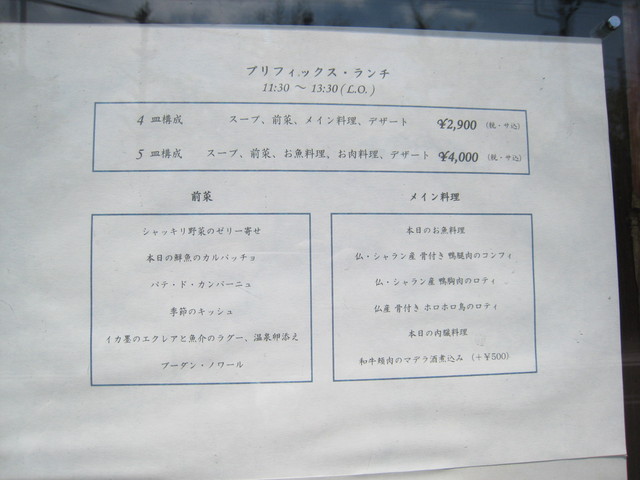 プリフィックス・ランチ
11:30 ～ 13:30 (L.O.)
4 皿構成 スープ、前菜、メイン料理、デザート ¥2,900 (税・サ込)
5 皿構成 スープ、前菜、お魚料理、お肉料理、デザート ¥4,000 (税・サ込)
前菜
シャッキリ野菜のゼリー寄せ
本日の鮮魚のカルパッチョ
パテ・ド・カンパーニュ
季節のキッシュ
イカ墨のエクレアと魚介のラグー、温泉卵添え
ブーダン・ノワール
メイン料理
本日のお魚料理
仏・シャラン産 骨付き 鴨腿肉のコンフィ
仏・シャラン産 鴨胸肉のロティ
仏産 骨付き ホロホロ鳥のロティ
本日の内臓料理
和牛頬肉のマデラ酒煮込み (+¥500)